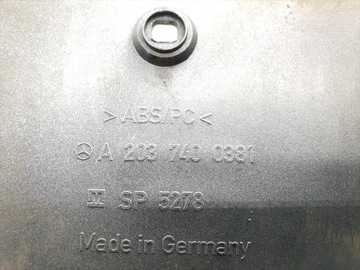 >ABS/PC<
A 203 740 0381
SP 5278
Made in Germany